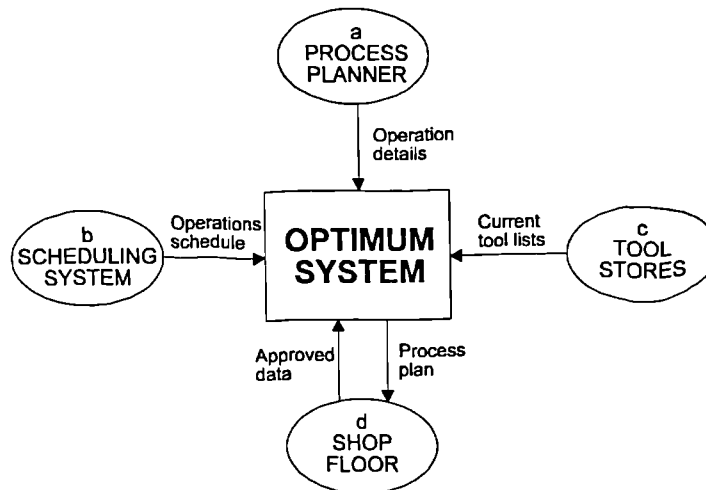 a
PROCESS
PLANNER
Operation
details
b
SCHEDULING
SYSTEM
Operations
schedule
OPTIMUM
SYSTEM
Current
tool lists
c
TOOL
STORES
Approved
data
Process
plan
d
SHOP
FLOOR